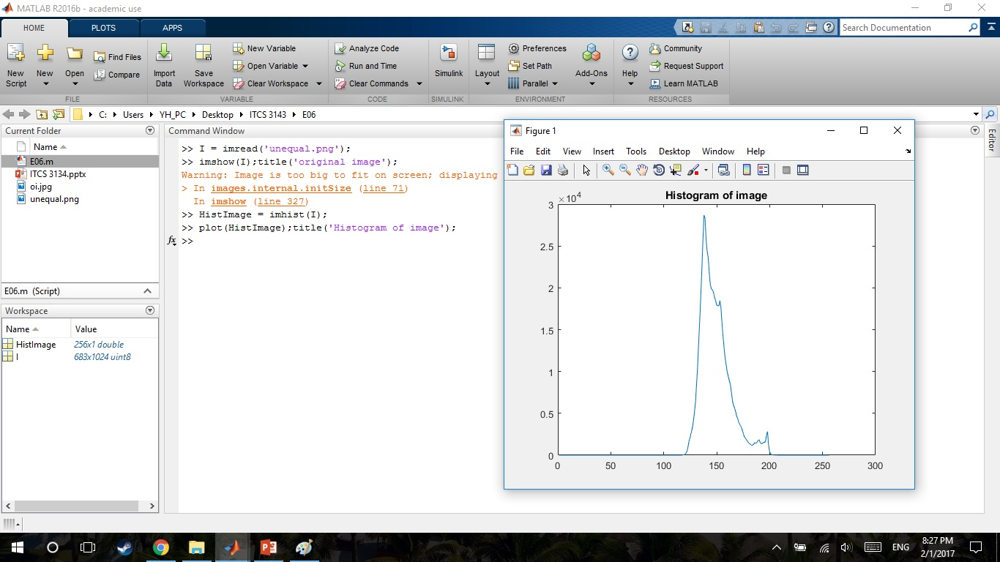 MATLAB R2016b - academic use
HOME PLOTS APPS
Search Documentation
New Script
New
Open
Find Files
Compare
Import Data
Save Workspace
New Variable
Open Variable
Clear Workspace
Analyze Code
Run and Time
Clear Commands
Simulink
Layout
Preferences
Set Path
Parallel
Add-Ons
Help
Community
Request Support
Learn MATLAB
FILE VARIABLE CODE SIMULINK ENVIRONMENT RESOURCES
C: Users YH_PC Desktop ITCS 3143 E06
Current Folder
Name
E06.m
ITCS 3134.pptx
oi.jpg
unequal.png
E06.m (Script)
Workspace
Name Value
HistImage 256x1 double
I 683x1024 uint8
Command Window
>> I = imread('unequal.png');
>> imshow(I);title('original image');
Warning: Image is too big to fit on screen; displaying
> In images.internal.initSize (line 71)
In imshow (line 327)
>> HistImage = imhist(I);
>> plot(HistImage);title('Histogram of image');
fx >>
Editor
Figure 1
File Edit View Insert Tools Desktop Window Help
Histogram of image
×10^4
3
2.5
2
1.5
1
0.5
0
0 50 100 150 200 250 300
ENG
8:27 PM
2/1/2017